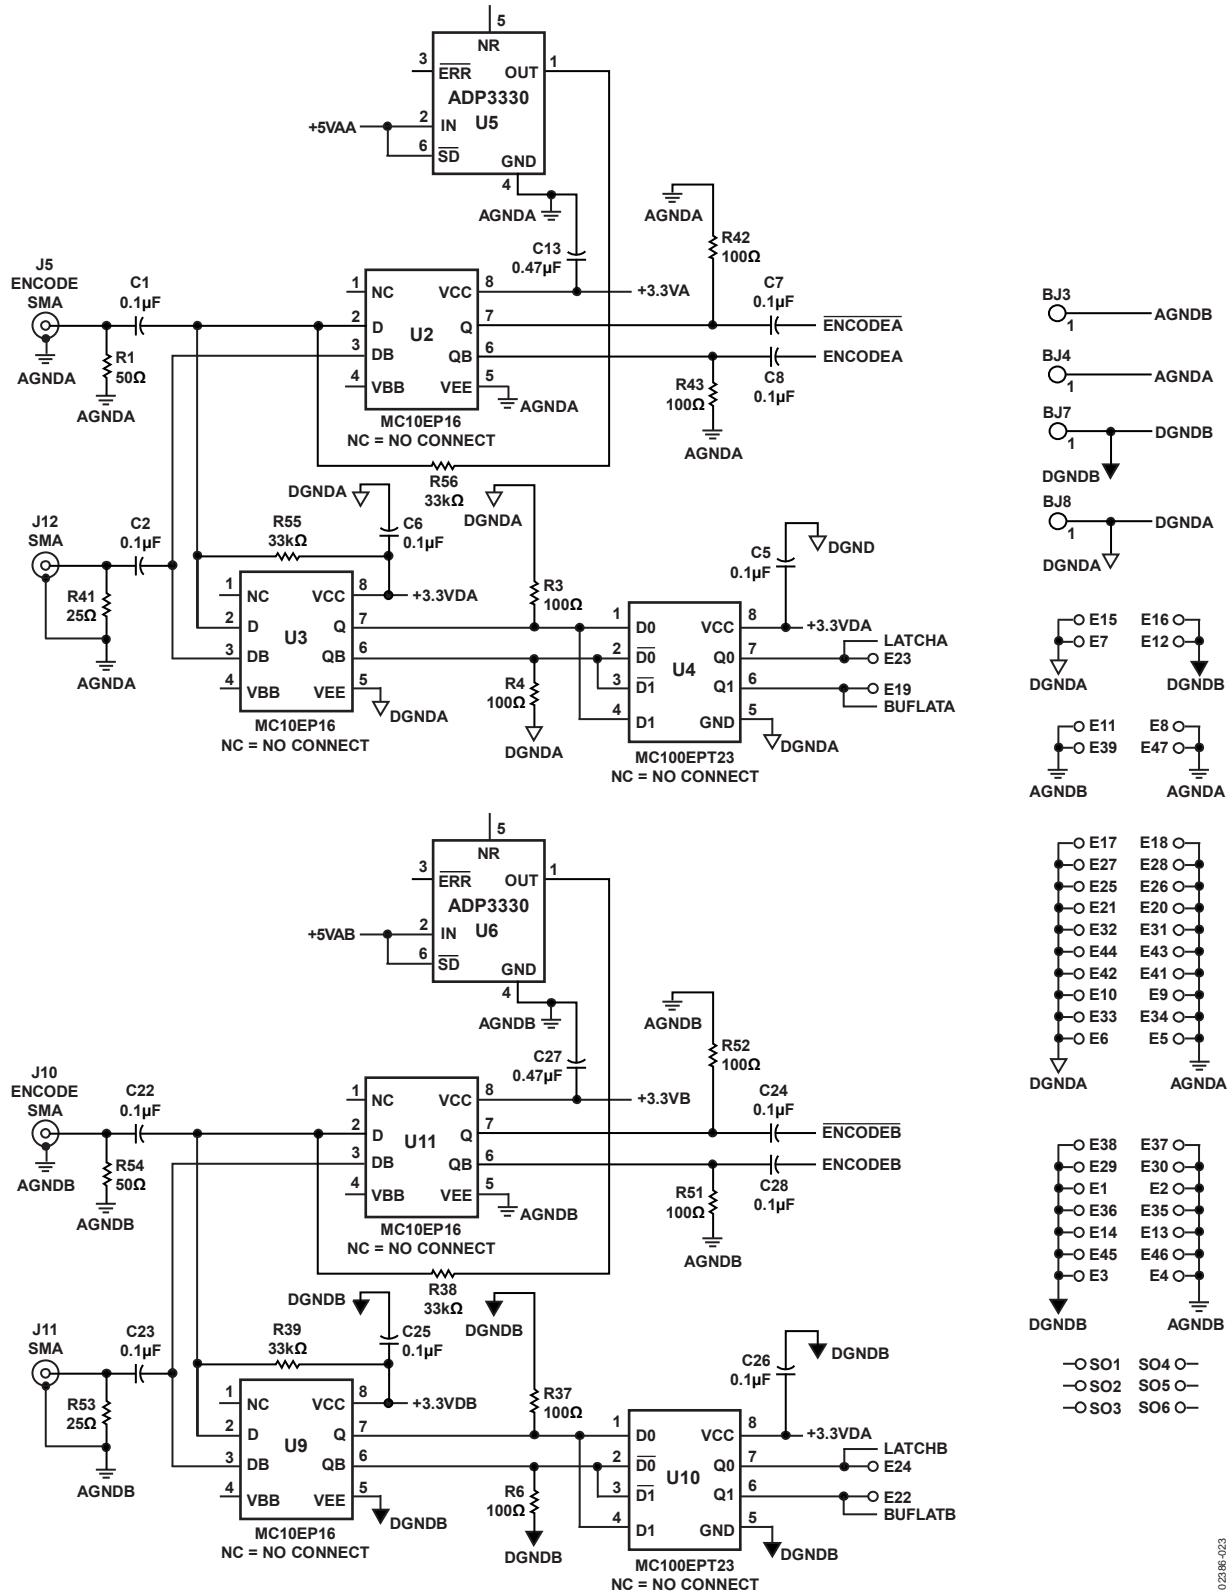 5
NR
3
ERR
OUT
1
ADP3330
+5VAA
2
IN
U5
6
SD
GND
4
AGNDA
AGNDA
R42
100Ω
C13
0.47µF
J5
ENCODE
SMA
C1
0.1µF
AGNDA
R1
50Ω
AGNDA
1
NC
VCC
8
+3.3VA
2
D
U2
Q
7
3
DB
QB
6
4
VBB
VEE
5
AGNDA
MC10EP16
NC = NO CONNECT
C7
0.1µF
ENCODEA
ENCODEA
C8
0.1µF
R43
100Ω
AGNDA
R56
33kΩ
DGNDA
DGNDA
J12
SMA
C2
0.1µF
R41
25Ω
AGNDA
R55
33kΩ
C6
0.1µF
1
NC
VCC
8
+3.3VDA
2
D
U3
Q
7
3
DB
QB
6
4
VBB
VEE
5
DGNDA
MC10EP16
NC = NO CONNECT
R3
100Ω
R4
100Ω
DGNDA
C5
0.1µF
DGND
1
D0
VCC
8
+3.3VDA
2
D0
U4
Q0
7
LATCHA
E23
3
D1
Q1
6
E19
BUFLATA
4
D1
GND
5
DGNDA
MC100EPT23
NC = NO CONNECT
5
NR
3
ERR
OUT
1
ADP3330
+5VAB
2
IN
U6
6
SD
GND
4
AGNDB
AGNDB
R52
100Ω
C27
0.47µF
J10
ENCODE
SMA
C22
0.1µF
AGNDB
R54
50Ω
AGNDB
1
NC
VCC
8
+3.3VB
2
D
U11
Q
7
3
DB
QB
6
4
VBB
VEE
5
AGNDB
MC10EP16
NC = NO CONNECT
C24
0.1µF
ENCODEB
ENCODEB
C28
0.1µF
R51
100Ω
AGNDB
R38
33kΩ
DGNDB
DGNDB
J11
SMA
C23
0.1µF
R53
25Ω
AGNDB
R39
33kΩ
C25
0.1µF
1
NC
VCC
8
+3.3VDB
2
D
U9
Q
7
3
DB
QB
6
4
VBB
VEE
5
DGNDB
MC10EP16
NC = NO CONNECT
R37
100Ω
R6
100Ω
DGNDB
C26
0.1µF
DGNDB
1
D0
VCC
8
+3.3VDA
2
D0
U10
Q0
7
LATCHB
E24
3
D1
Q1
6
E22
BUFLATB
4
D1
GND
5
DGNDB
MC100EPT23
NC = NO CONNECT
BJ3
1
AGNDB
BJ4
1
AGNDA
BJ7
1
DGNDB
DGNDB
BJ8
1
DGNDA
DGNDA
E15 E16
E7 E12
DGNDA DGNDB
E11 E8
E39 E47
AGNDB AGNDA
E17 E18
E27 E28
E25 E26
E21 E20
E32 E31
E44 E43
E42 E41
E10 E9
E33 E34
E6 E5
DGNDA AGNDA
E38 E37
E29 E30
E1 E2
E36 E35
E14 E13
E45 E46
E3 E4
DGNDB AGNDB
SO1 SO4
SO2 SO5
SO3 SO6
02386-023